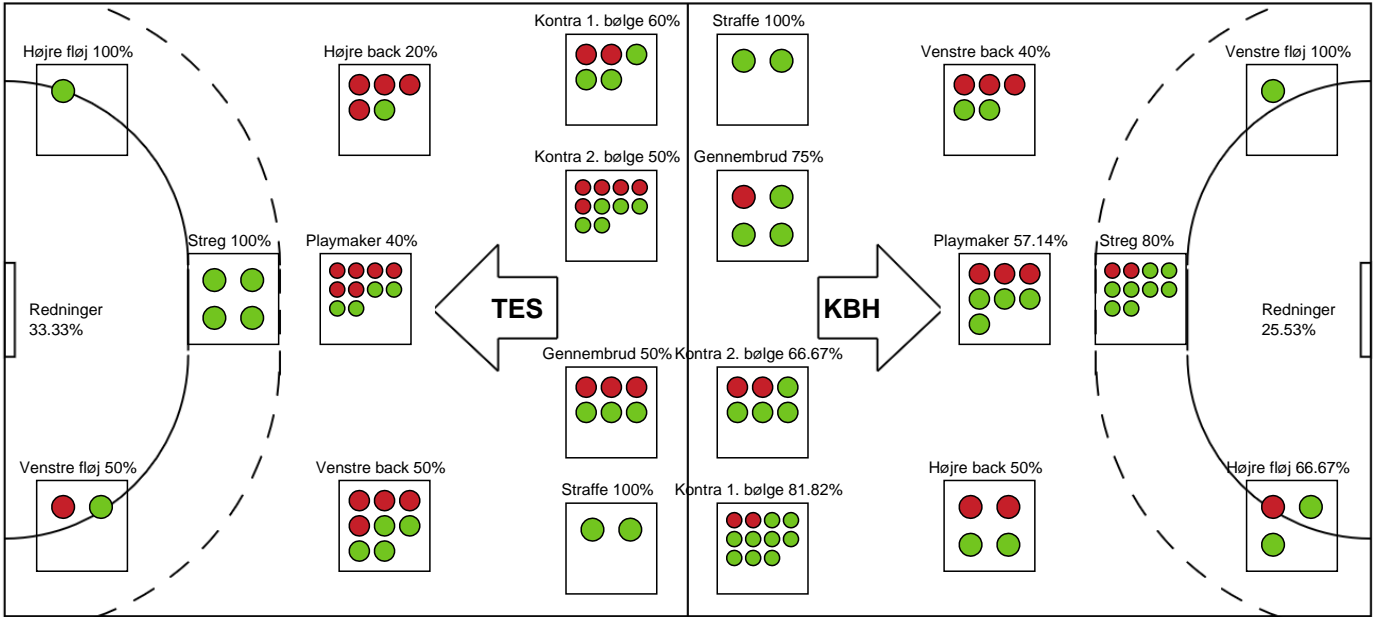 Kontra 1. bølge 60%
Straffe 100%
Højre fløj 100%
Højre back 20%
Venstre back 40%
Venstre fløj 100%
Kontra 2. bølge 50%
Gennembrud 75%
Streg 100%
Playmaker 40%
Playmaker 57.14%
Streg 80%
TES
KBH
Redninger
33.33%
Redninger
25.53%
Gennembrud 50%
Kontra 2. bølge 66.67%
Venstre fløj 50%
Venstre back 50%
Højre back 50%
Højre fløj 66.67%
Straffe 100%
Kontra 1. bølge 81.82%